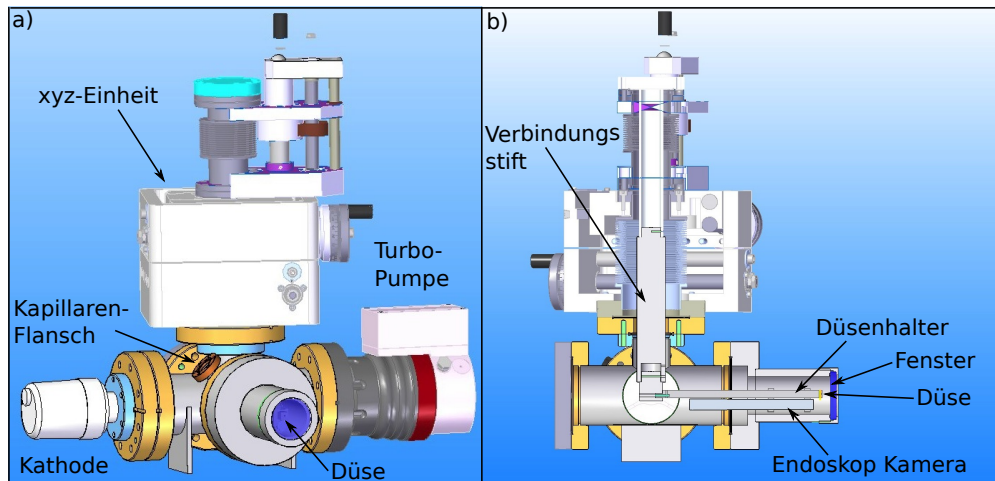 a)
xyz-Einheit
Turbo-
Pumpe
Kapillaren-
Flansch
Kathode
Düse
b)
Verbindungs
stift
Düsenhalter
Fenster
Düse
Endoskop Kamera